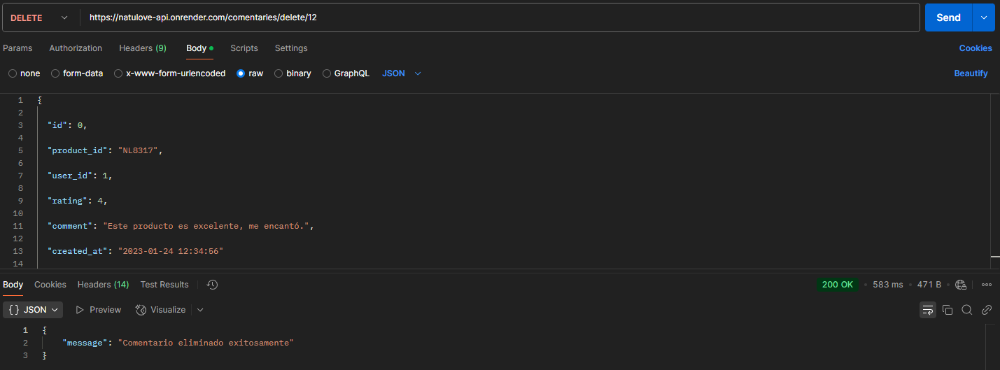 DELETE https://natulove-api.onrender.com/comentaries/delete/12 Send
Params Authorization Headers (9) Body Scripts Settings Cookies
none form-data x-www-form-urlencoded raw binary GraphQL JSON Beautify
1 {
2
3 "id": 0,
4
5 "product_id": "NL8317",
6
7 "user_id": 1,
8
9 "rating": 4,
10
11 "comment": "Este producto es excelente, me encantó.",
12
13 "created_at": "2023-01-24 12:34:56"
14
Body Cookies Headers (14) Test Results 200 OK 583 ms 471 B
{} JSON Preview Visualize
1 {
2 "message": "Comentario eliminado exitosamente"
3 }